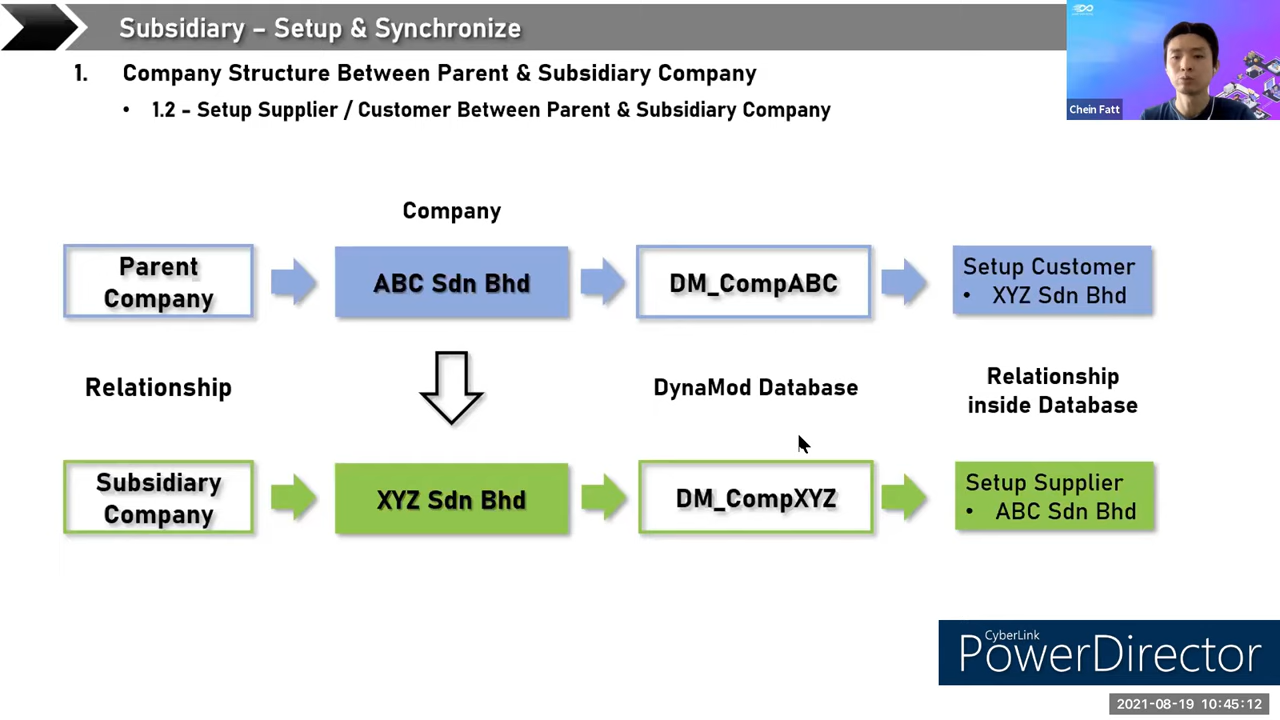 Subsidiary – Setup & Synchronize
1. Company Structure Between Parent & Subsidiary Company
• 1.2 - Setup Supplier / Customer Between Parent & Subsidiary Company
Chein Fatt
Company
Parent
Company
ABC Sdn Bhd
DM_CompABC
Setup Customer
• XYZ Sdn Bhd
Relationship
DynaMod Database
Relationship
inside Database
Subsidiary
Company
XYZ Sdn Bhd
DM_CompXYZ
Setup Supplier
• ABC Sdn Bhd
CyberLink
PowerDirector
2021-08-19 10:45:12